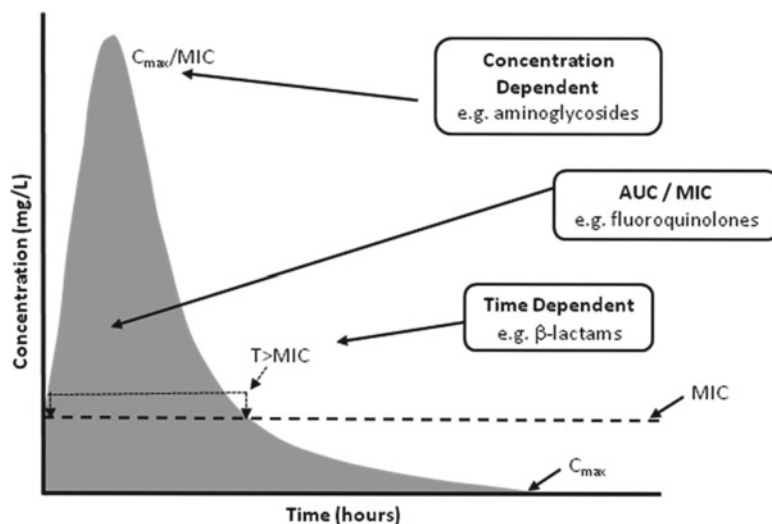 Cmax/MIC
Concentration
Dependent
e.g. aminoglycosides
AUC / MIC
e.g. fluoroquinolones
Time Dependent
e.g. β-lactams
T>MIC
MIC
Cmax
Concentration (mg/L)
Time (hours)